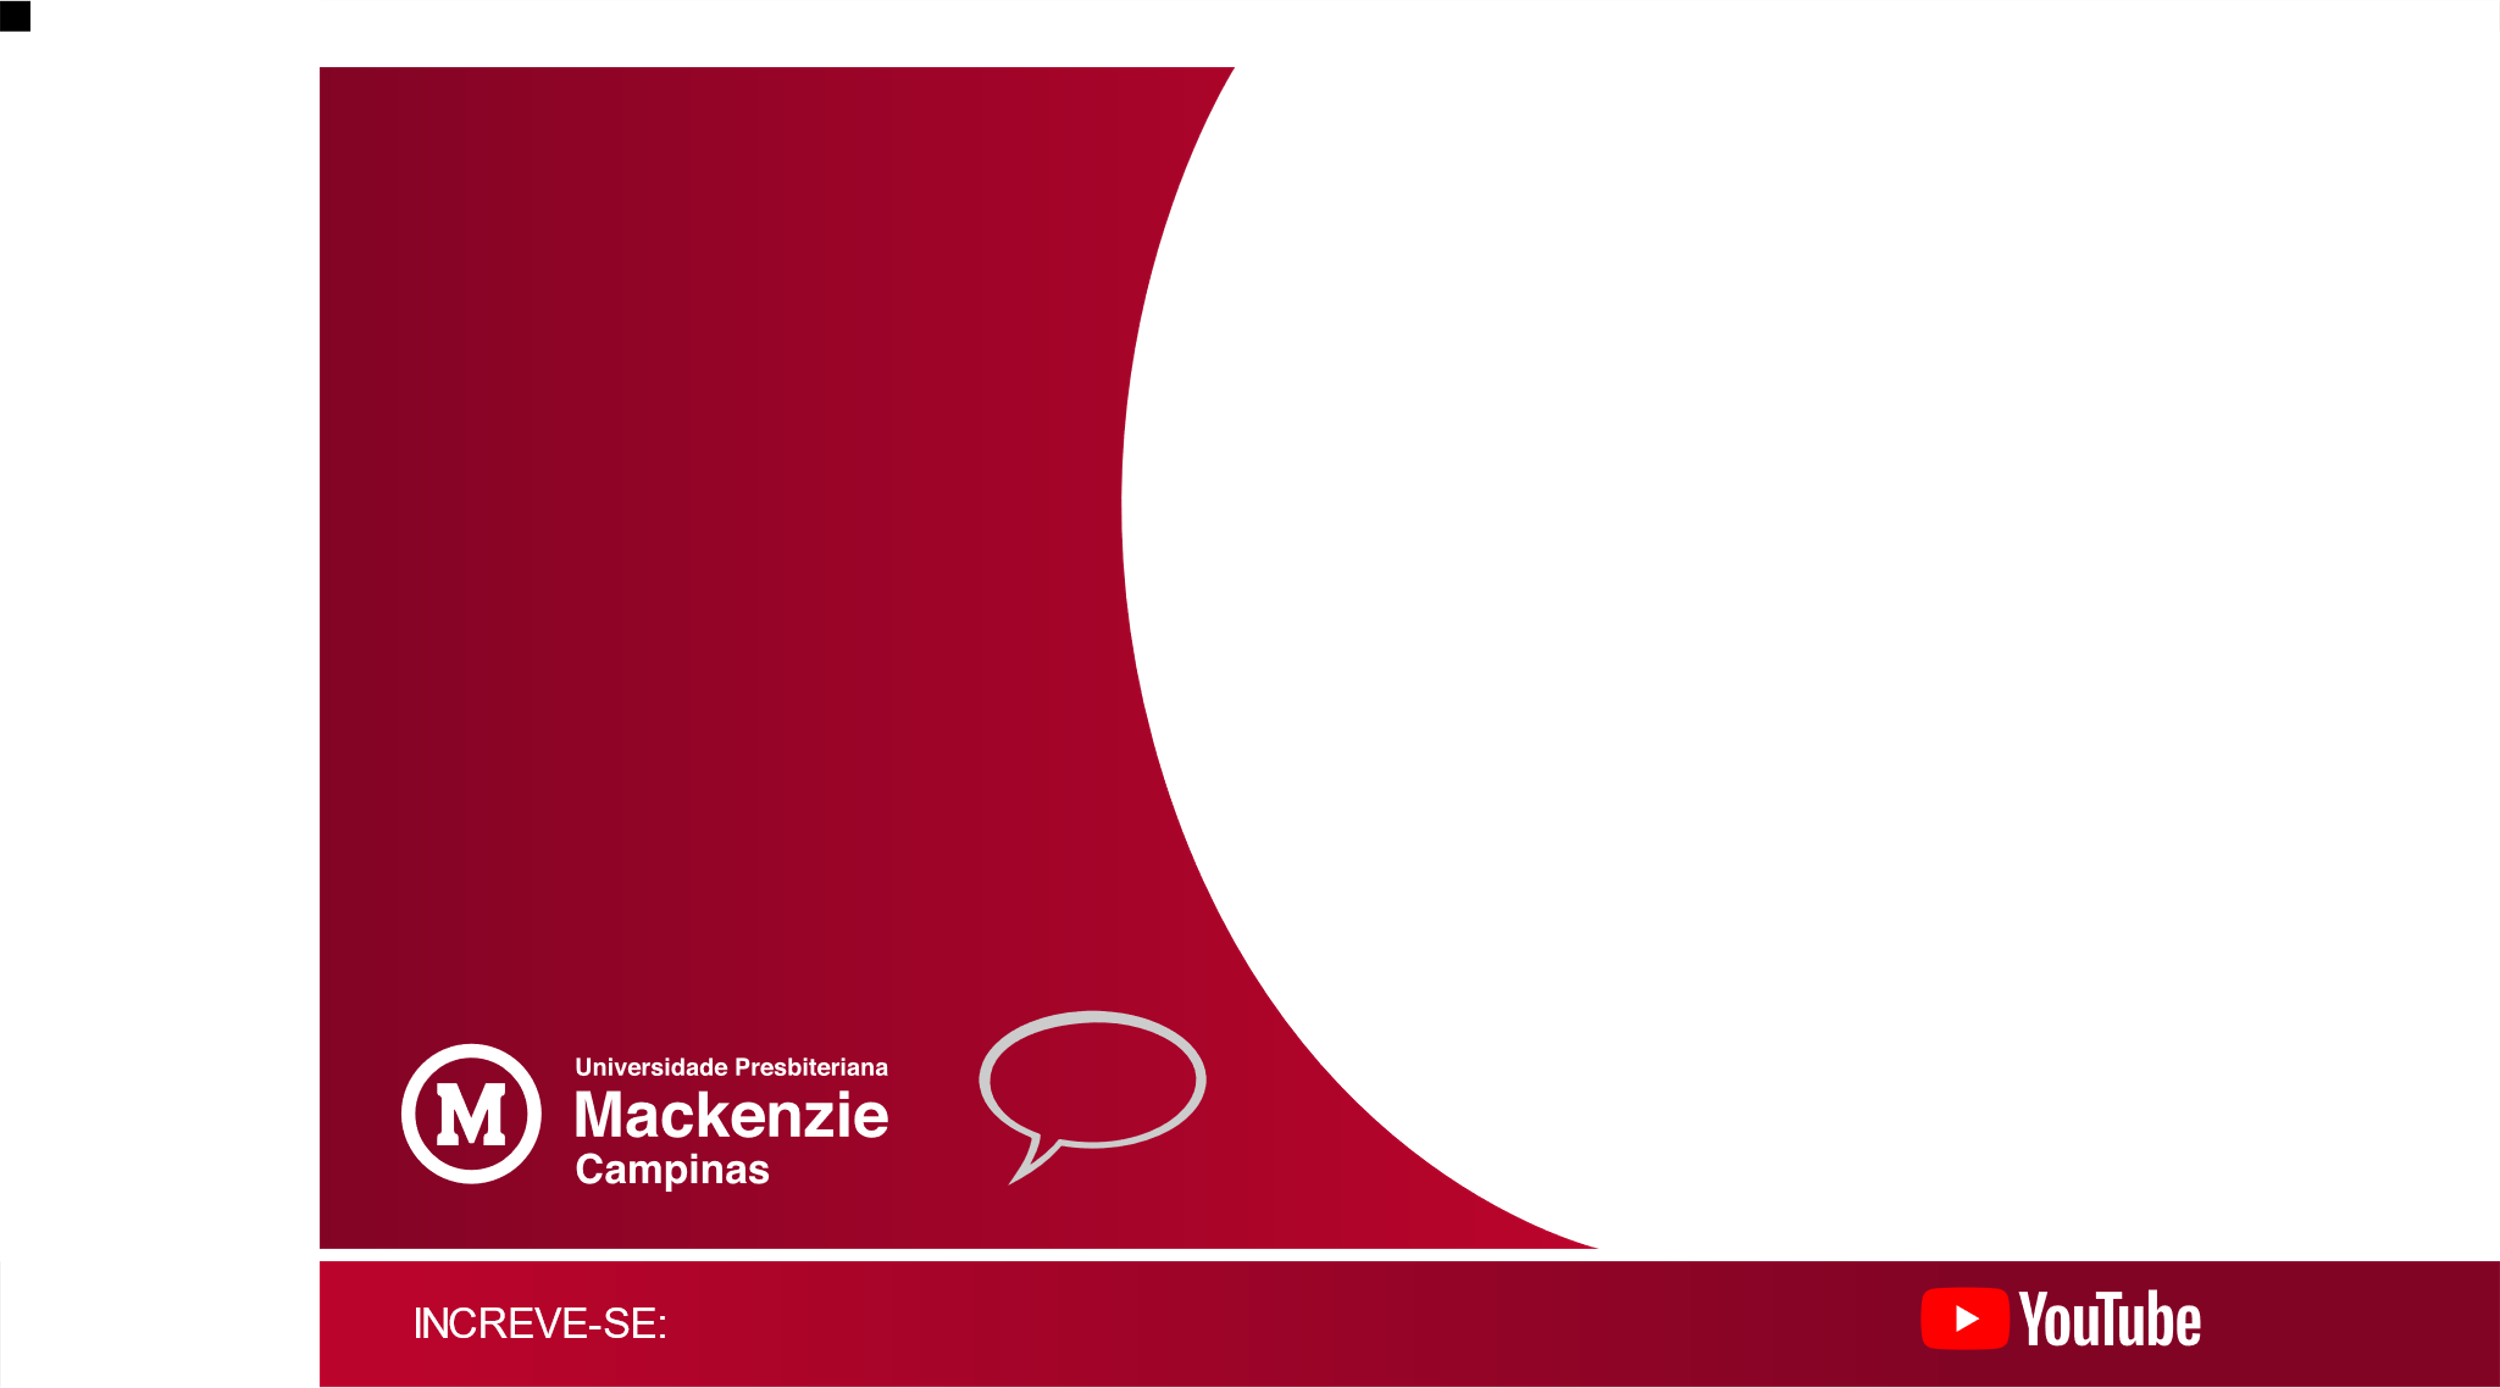 M
Universidade Presbiteriana
Mackenzie
Campinas
INCREVE-SE:
YouTube